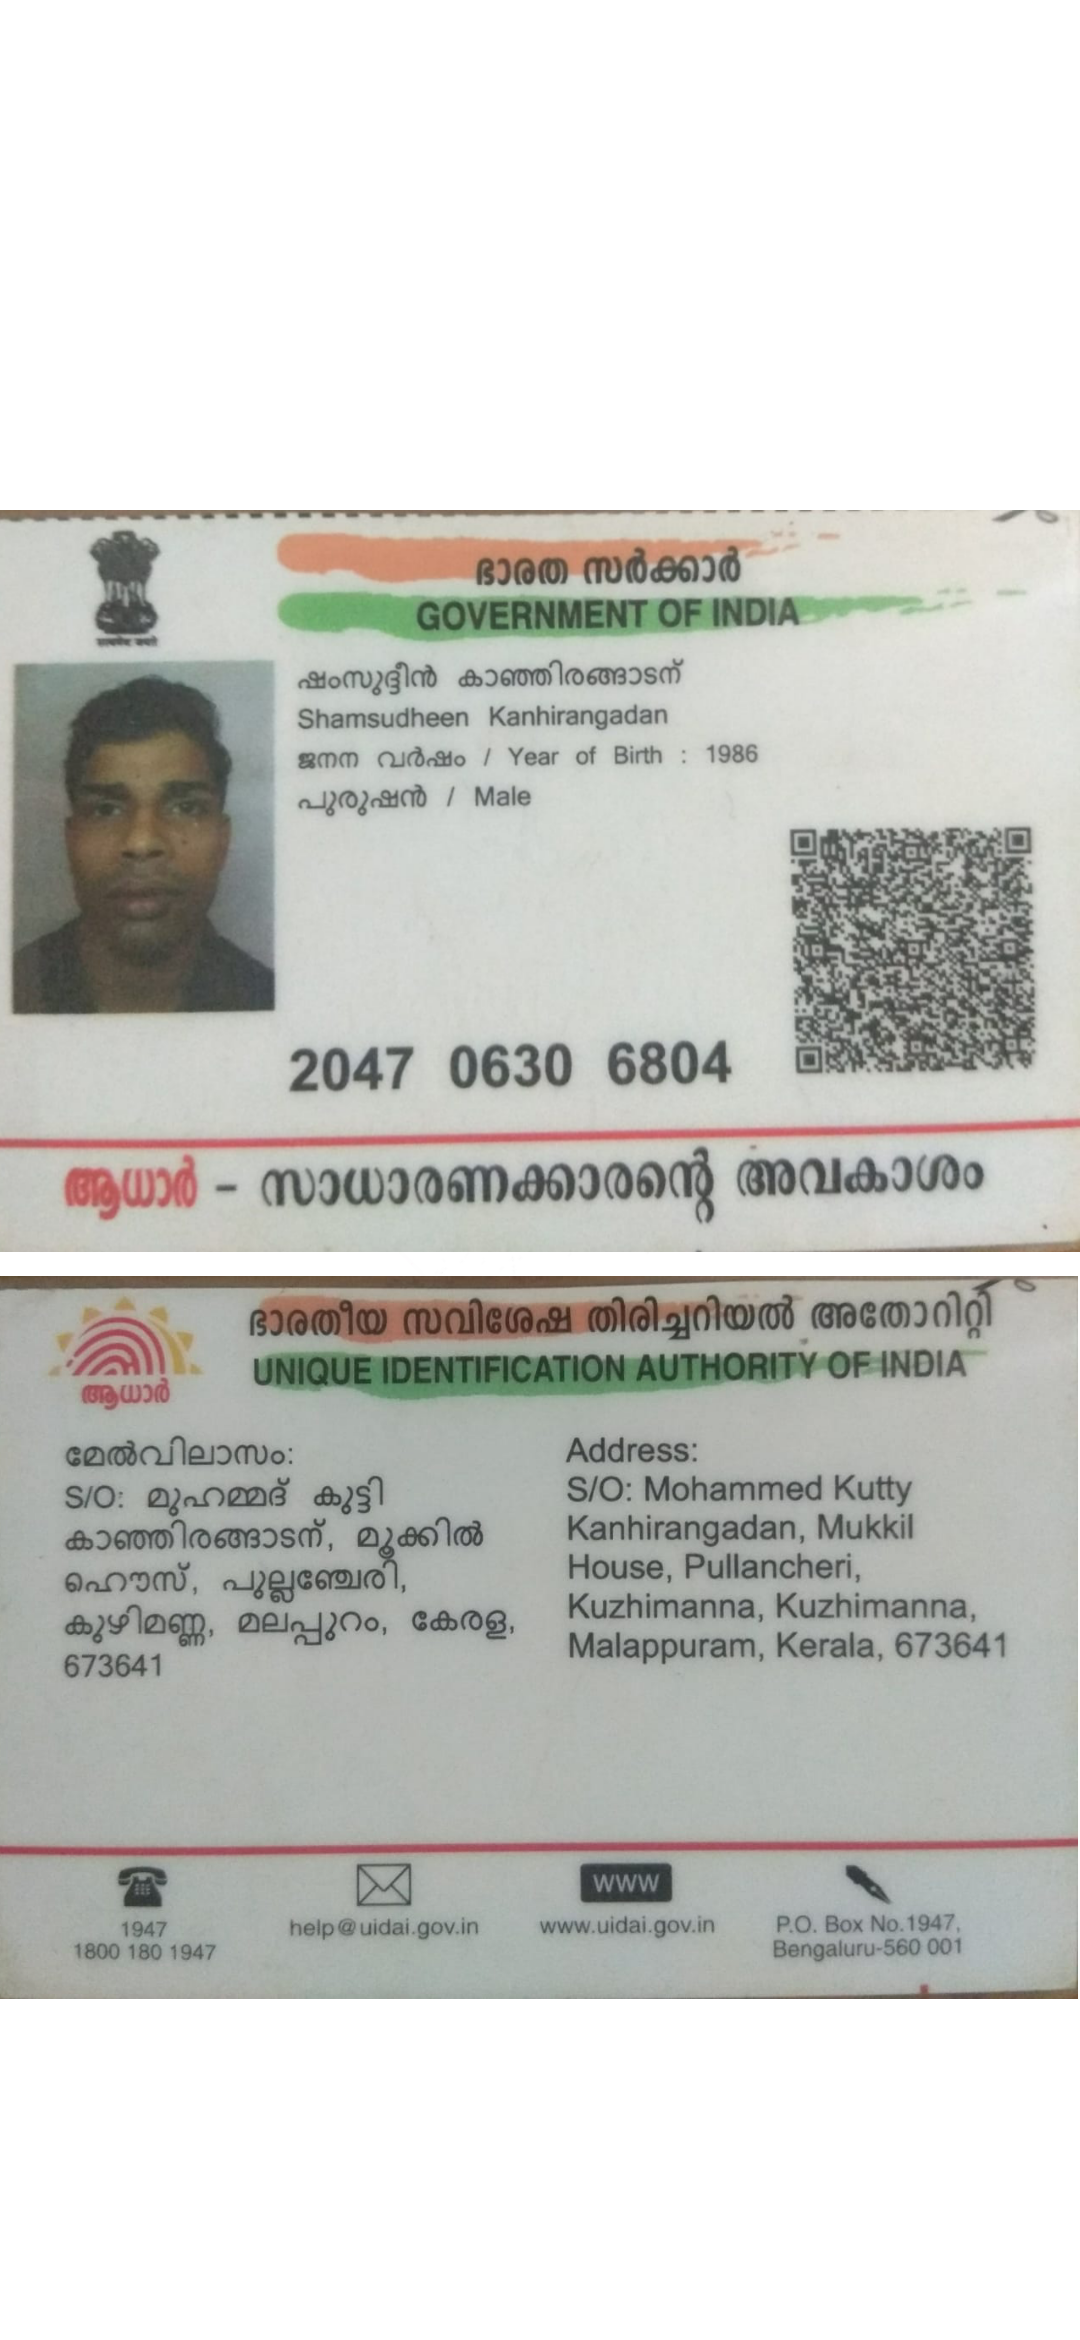 ഭാരത സർക്കാർ
GOVERNMENT OF INDIA
ഷംസുദ്ദീൻ കാഞ്ഞിരങ്ങാടന്
Shamsudheen Kanhirangadan
ജനന വർഷം / Year of Birth : 1986
പുരുഷൻ / Male
2047 0630 6804
ആധാർ - സാധാരണക്കാരന്റെ അവകാശം
ഭാരതീയ സവിശേഷ തിരിച്ചറിയൽ അതോറിറ്റി
UNIQUE IDENTIFICATION AUTHORITY OF INDIA
ആധാർ
മേൽവിലാസം:
S/O: മുഹമ്മദ് കുട്ടി
കാഞ്ഞിരങ്ങാടന്, മൂക്കിൽ
ഹൌസ്, പുല്ലഞ്ചേരി,
കുഴിമണ്ണ, മലപ്പുറം, കേരള,
673641
Address:
S/O: Mohammed Kutty
Kanhirangadan, Mukkil
House, Pullancheri,
Kuzhimanna, Kuzhimanna,
Malappuram, Kerala, 673641
1947
1800 180 1947
help@uidai.gov.in
WWW
www.uidai.gov.in
P.O. Box No.1947,
Bengaluru-560 001